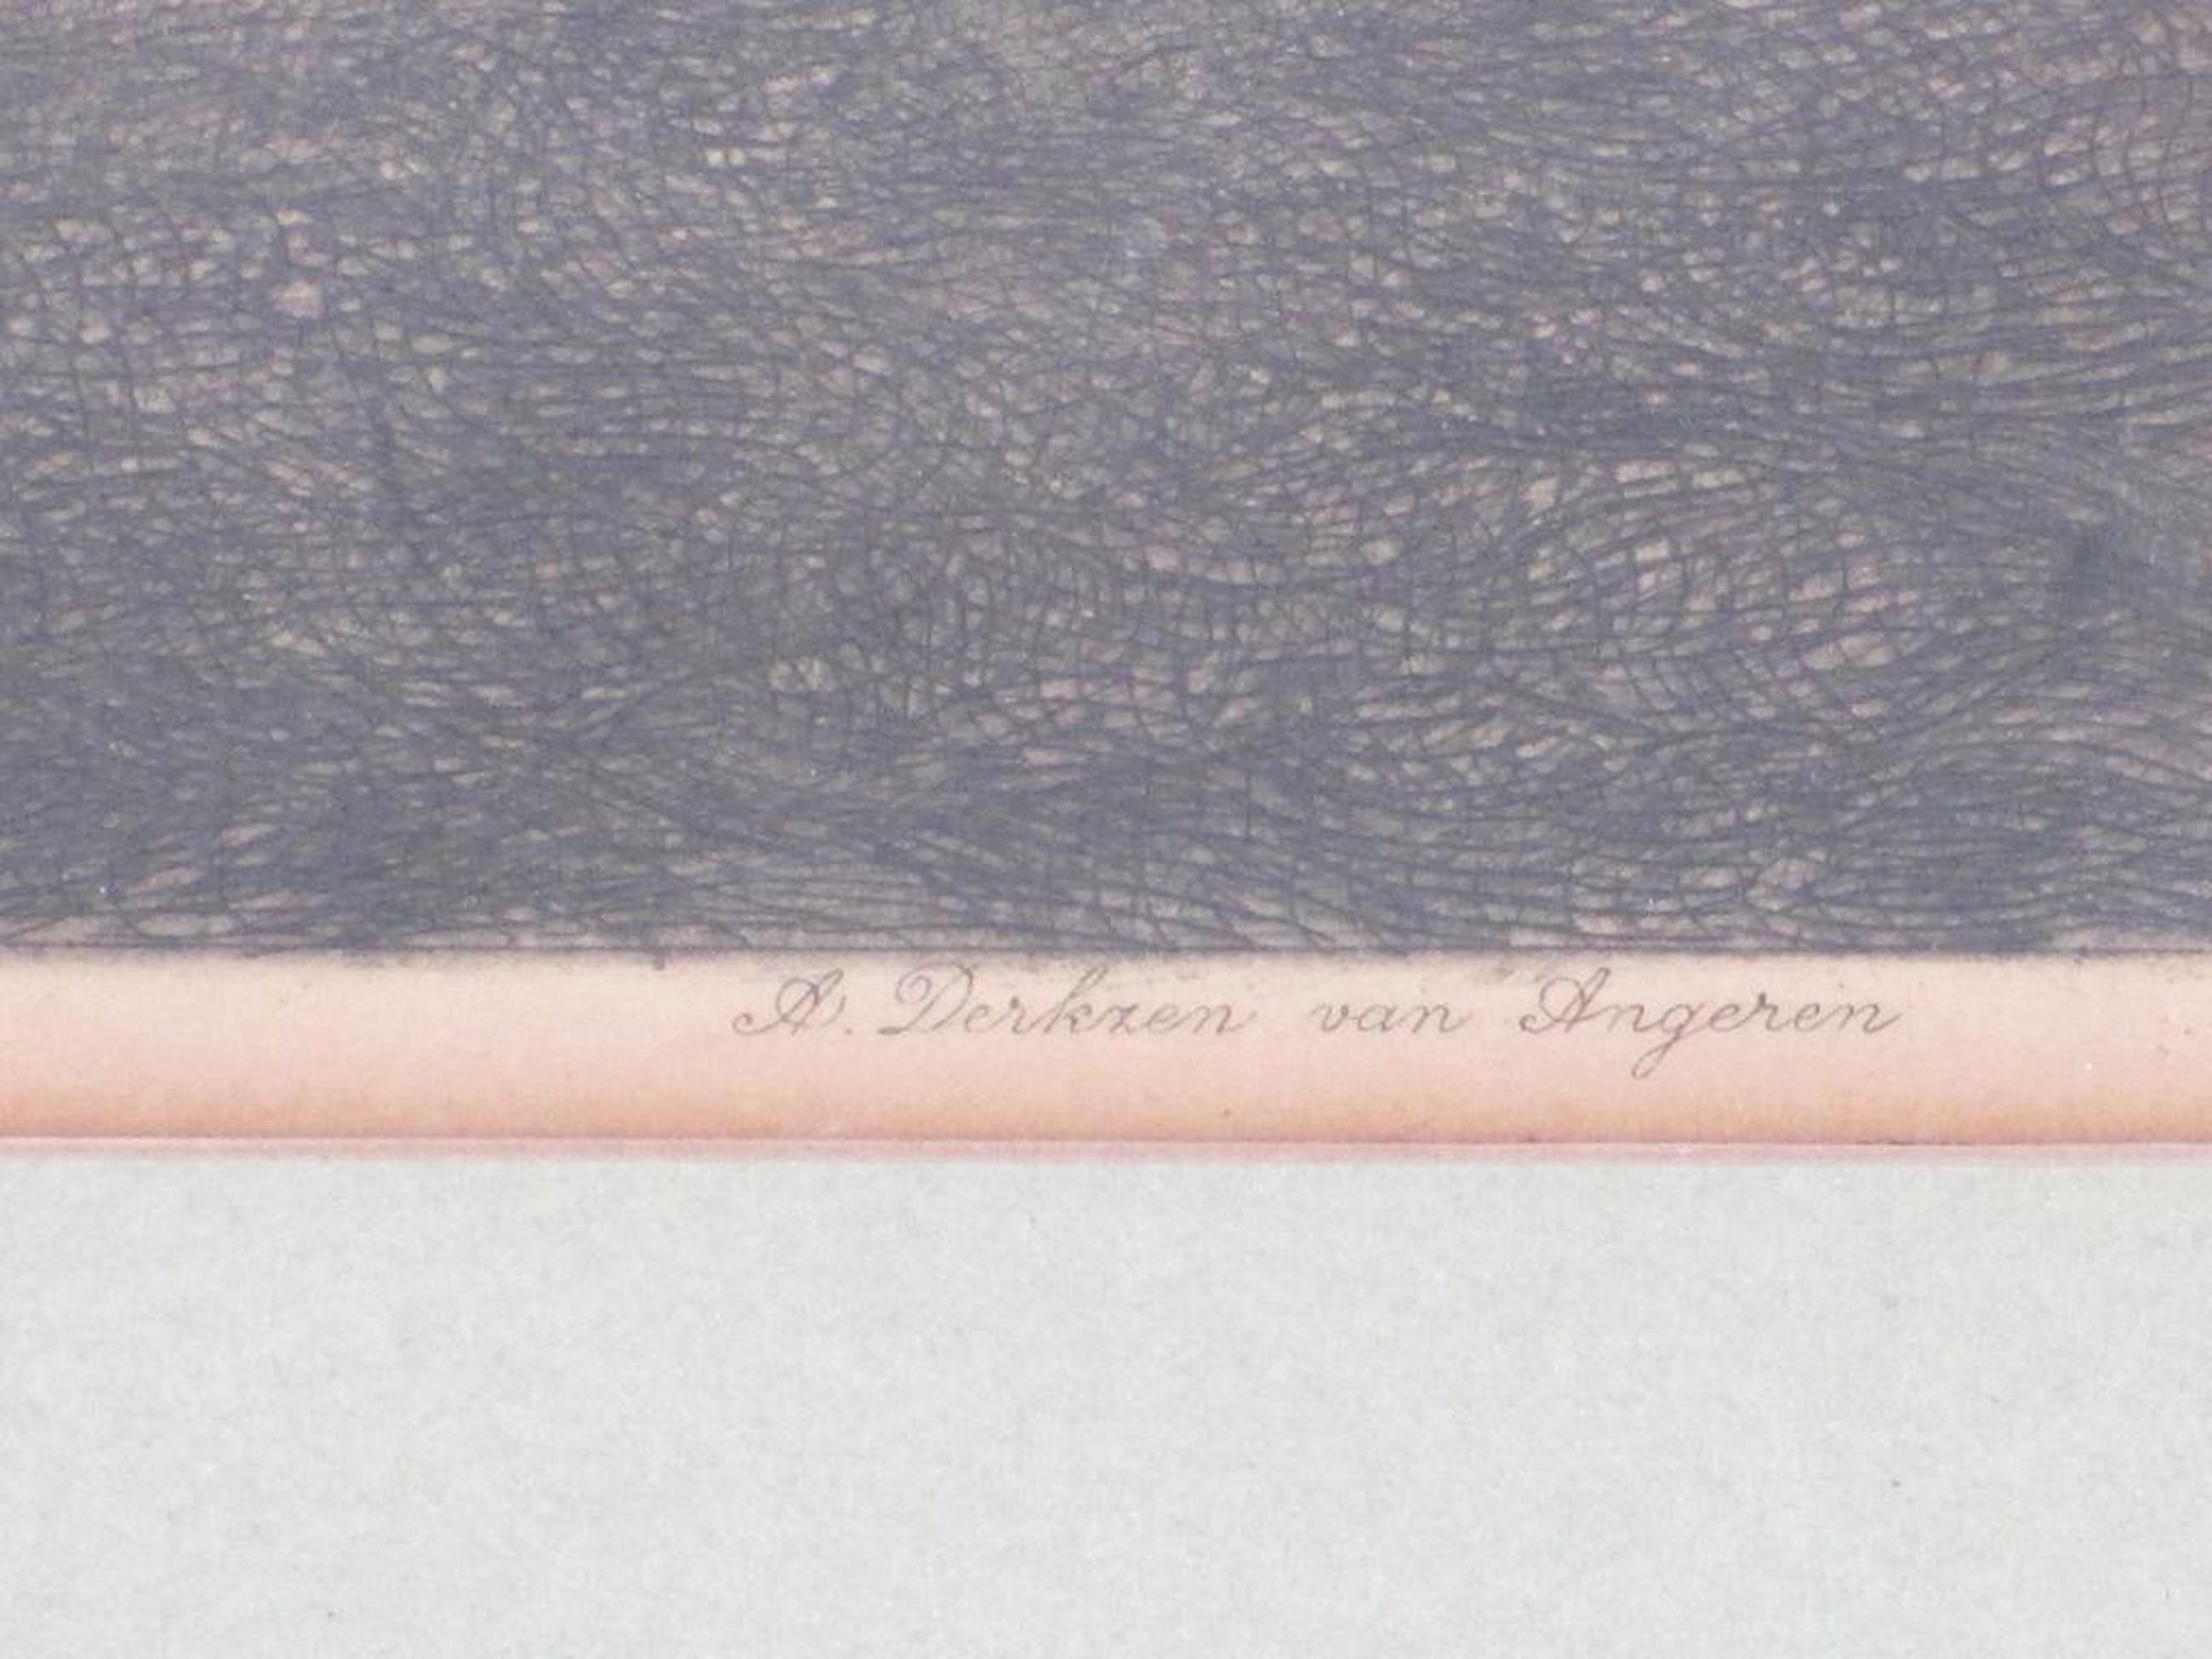 A. Derkzen van Angeren